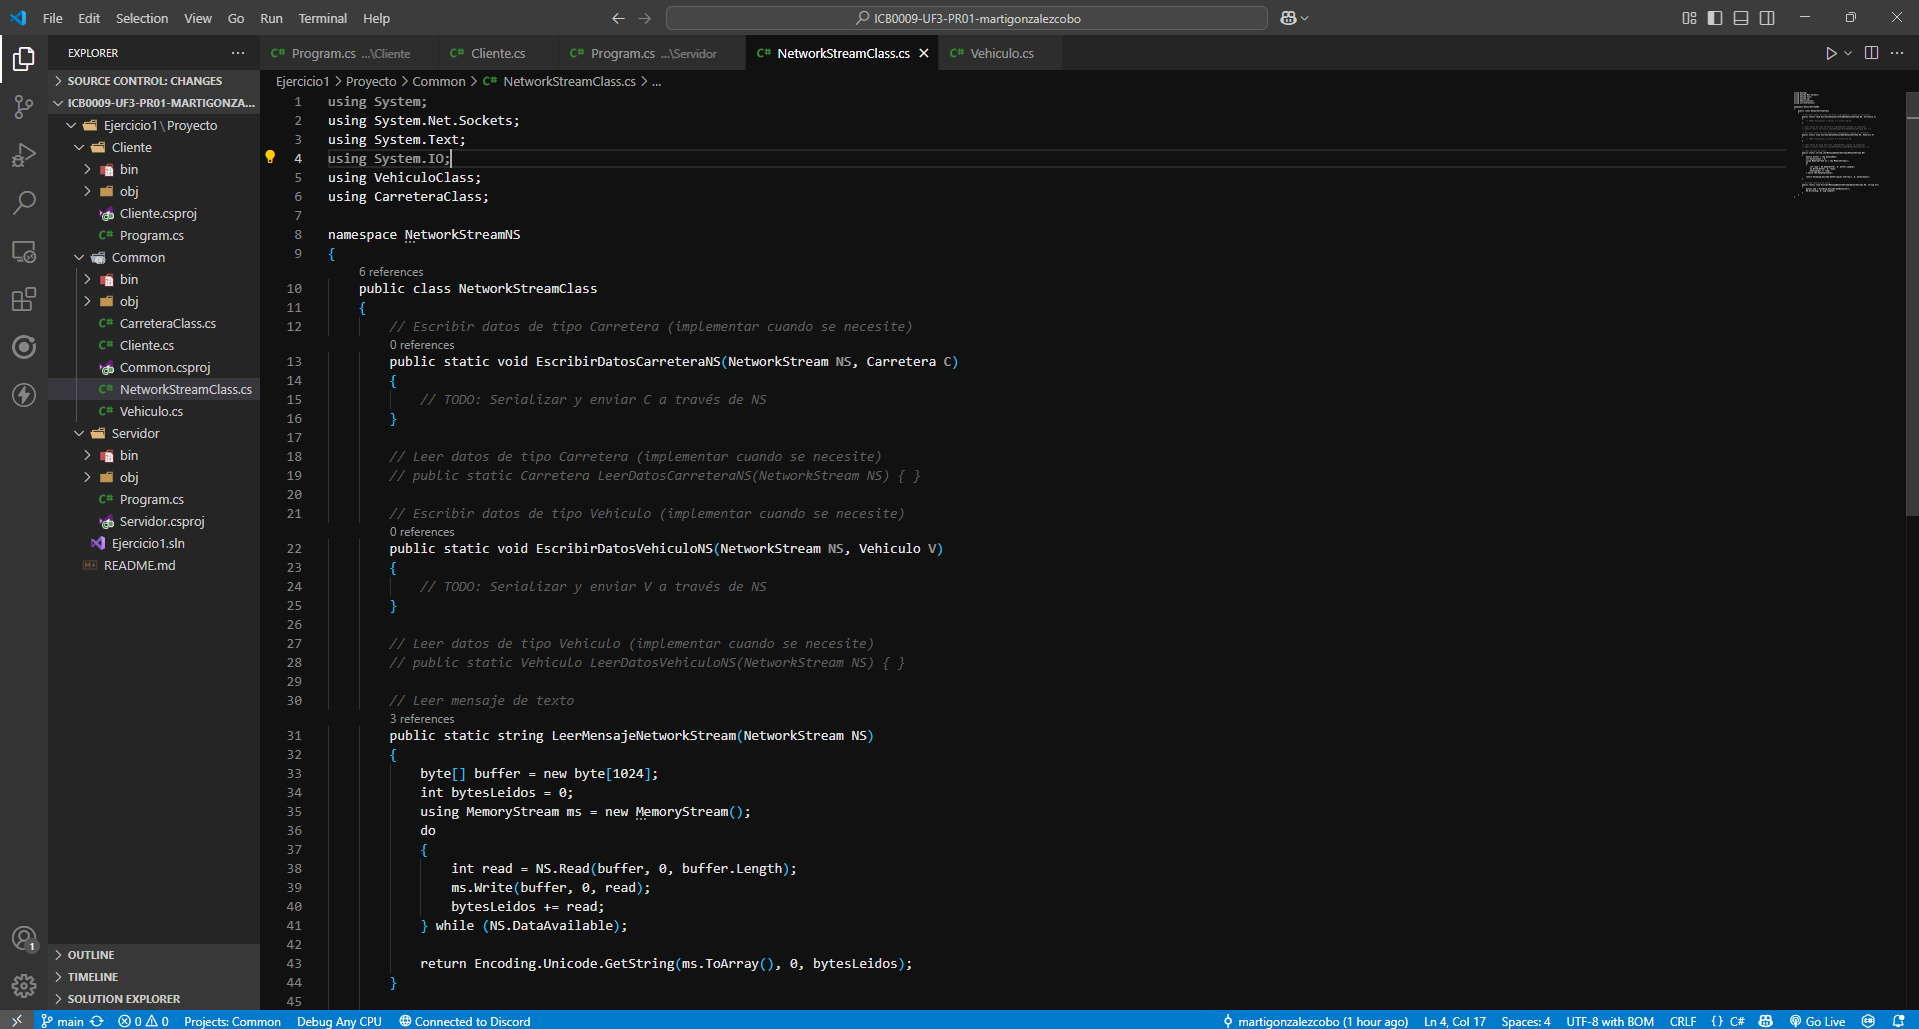 File Edit Selection View Go Run Terminal Help
ICB0009-UF3-PR01-martigonzalezcobo
EXPLORER
SOURCE CONTROL: CHANGES
ICB0009-UF3-PR01-MARTIGONZA...
Ejercicio1 \ Proyecto
Cliente
bin
obj
Cliente.csproj
C# Program.cs
Common
bin
obj
C# CarreteraClass.cs
C# Cliente.cs
Common.csproj
C# NetworkStreamClass.cs
C# Vehiculo.cs
Servidor
bin
obj
C# Program.cs
Servidor.csproj
Ejercicio1.sln
README.md
OUTLINE
TIMELINE
SOLUTION EXPLORER
C# Program.cs ...\Cliente C# Cliente.cs C# Program.cs ...\Servidor C# NetworkStreamClass.cs C# Vehiculo.cs
Ejercicio1 > Proyecto > Common > C# NetworkStreamClass.cs > ...
1 using System;
2 using System.Net.Sockets;
3 using System.Text;
4 using System.IO;
5 using VehiculoClass;
6 using CarreteraClass;
7
8 namespace NetworkStreamNS
9 {
6 references
10 public class NetworkStreamClass
11 {
12 // Escribir datos de tipo Carretera (implementar cuando se necesite)
0 references
13 public static void EscribirDatosCarreteraNS(NetworkStream NS, Carretera C)
14 {
15 // TODO: Serializar y enviar C a través de NS
16 }
17
18 // Leer datos de tipo Carretera (implementar cuando se necesite)
19 // public static Carretera LeerDatosCarreteraNS(NetworkStream NS) { }
20
21 // Escribir datos de tipo Vehiculo (implementar cuando se necesite)
0 references
22 public static void EscribirDatosVehiculoNS(NetworkStream NS, Vehiculo V)
23 {
24 // TODO: Serializar y enviar V a través de NS
25 }
26
27 // Leer datos de tipo Vehiculo (implementar cuando se necesite)
28 // public static Vehiculo LeerDatosVehiculoNS(NetworkStream NS) { }
29
30 // Leer mensaje de texto
3 references
31 public static string LeerMensajeNetworkStream(NetworkStream NS)
32 {
33 byte[] buffer = new byte[1024];
34 int bytesLeidos = 0;
35 using MemoryStream ms = new MemoryStream();
36 do
37 {
38 int read = NS.Read(buffer, 0, buffer.Length);
39 ms.Write(buffer, 0, read);
40 bytesLeidos += read;
41 } while (NS.DataAvailable);
42
43 return Encoding.Unicode.GetString(ms.ToArray(), 0, bytesLeidos);
44 }
45
1
main 0 0 Projects: Common Debug Any CPU Connected to Discord martigonzalezcobo (1 hour ago) Ln 4, Col 17 Spaces: 4 UTF-8 with BOM CRLF {} C# Go Live